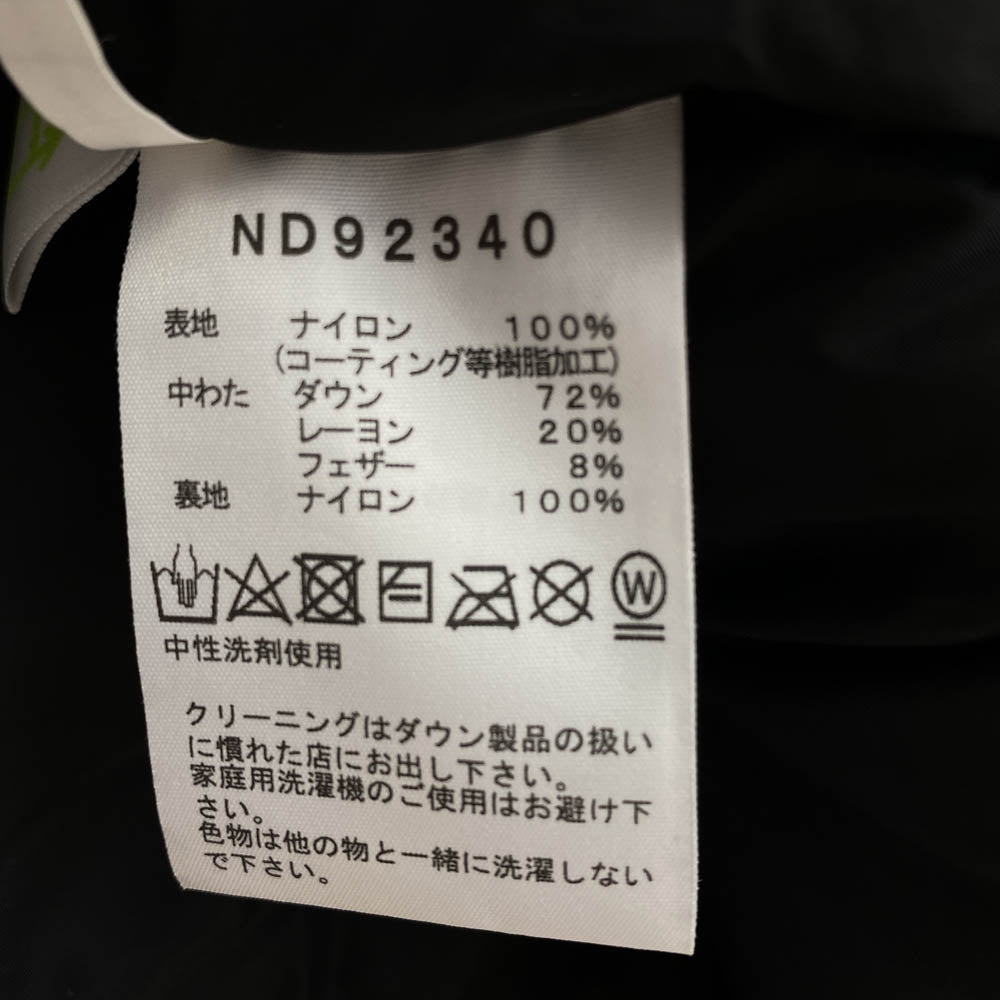 ND92340
表地 ナイロン 100%
(コーティング等樹脂加工)
中わた ダウン 72%
レーヨン 20%
フェザー 8%
裏地 ナイロン 100%
W
中性洗剤使用
クリーニングはダウン製品の扱い
に慣れた店にお出し下さい。
家庭用洗濯機のご使用はお避け下
さい。
色物は他の物と一緒に洗濯しない
で下さい。